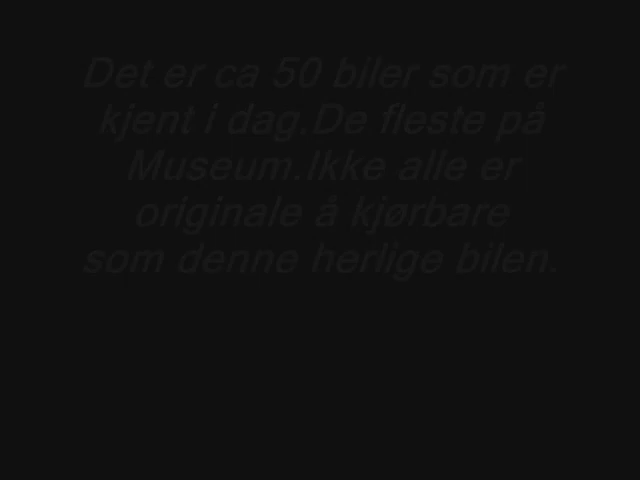 Det er ca 50 biler som er
kjent i dag.De fleste på
Museum.Ikke alle er
originale å kjørbare
som denne herlige bilen.